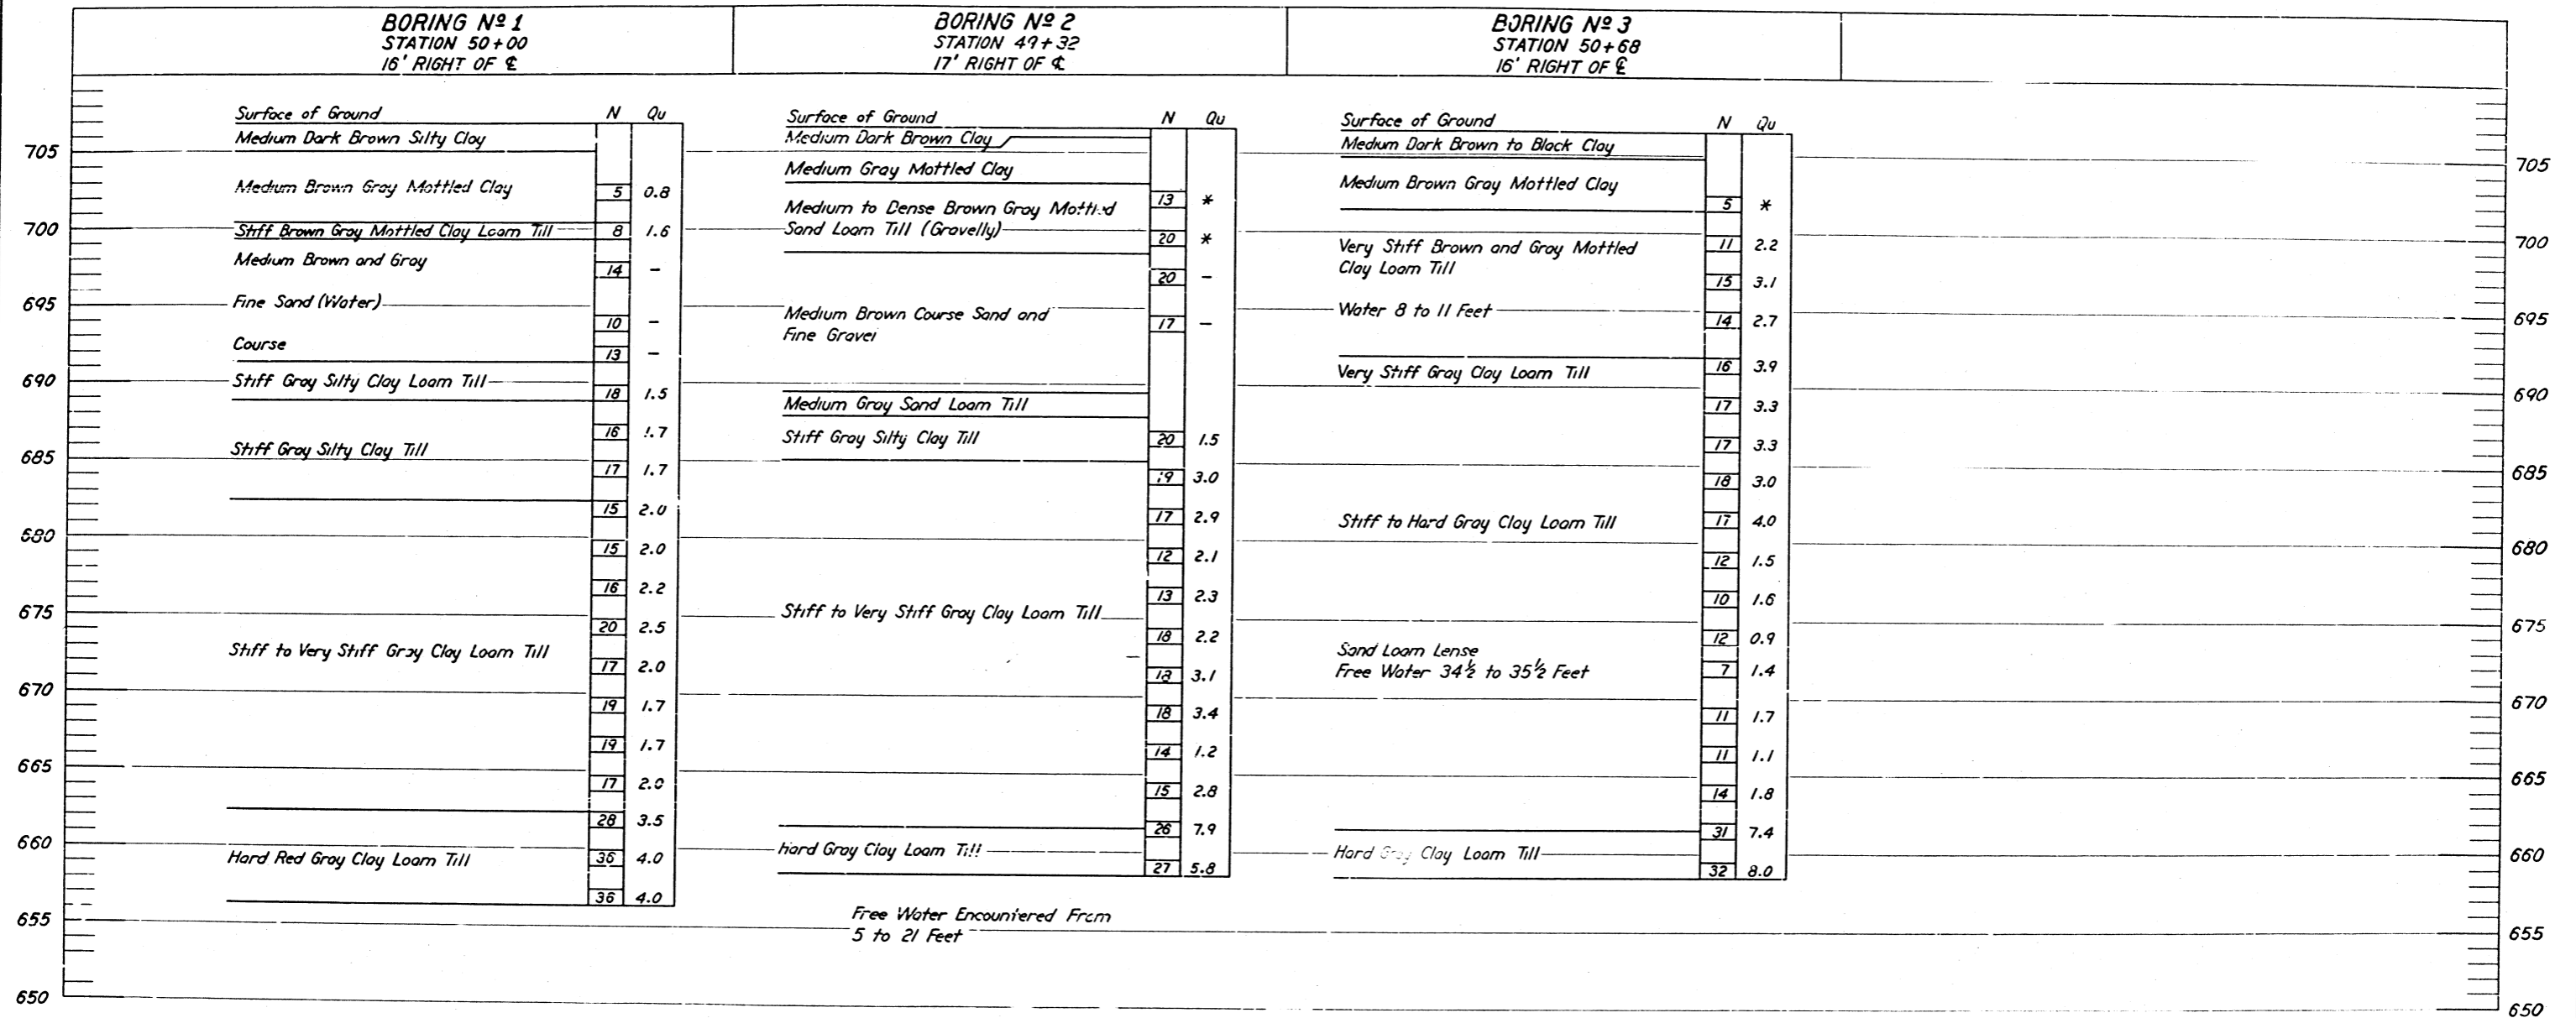 BORING Nº 1
STATION 50+00
16' RIGHT OF ℄
BORING Nº 2
STATION 49+32
17' RIGHT OF ℄
BORING Nº 3
STATION 50+68
16' RIGHT OF ℄
705
700
695
690
685
680
675
670
665
660
655
650
Surface of Ground N Qu
Medium Dark Brown Silty Clay
Medium Brown Gray Mottled Clay
5 0.8
Stiff Brown Gray Mottled Clay Loam Till 8 1.6
Medium Brown and Gray
14 -
Fine Sand (Water)
10 -
Course
13 -
Stiff Gray Silty Clay Loam Till
18 1.5
16 1.7
Stiff Gray Silty Clay Till
17 1.7
15 2.0
15 2.0
16 2.2
20 2.5
Stiff to Very Stiff Gray Clay Loam Till
17 2.0
19 1.7
19 1.7
17 2.0
28 3.5
Hard Red Gray Clay Loam Till 36 4.0
36 4.0
Surface of Ground N Qu
Medium Dark Brown Clay
Medium Gray Mottled Clay
13 *
Medium to Dense Brown Gray Mottled
Sand Loam Till (Gravelly)
20 *
20 -
Medium Brown Course Sand and
17 -
Fine Gravel
Medium Gray Sand Loam Till
Stiff Gray Silty Clay Till 20 1.5
19 3.0
17 2.9
12 2.1
13 2.3
Stiff to Very Stiff Gray Clay Loam Till
18 2.2
3.1
18 3.4
14 1.2
15 2.8
26 7.9
Hard Gray Clay Loam Till
27 5.8
Free Water Encountered From
5 to 21 Feet
Surface of Ground N Qu
Medium Dark Brown to Black Clay
Medium Brown Gray Mottled Clay
5 *
Very Stiff Brown and Gray Mottled 11 2.2
Clay Loam Till
15 3.1
Water 8 to 11 Feet
14 2.7
16 3.9
Very Stiff Gray Clay Loam Till
17 3.3
17 3.3
18 3.0
Stiff to Hard Gray Clay Loam Till 17 4.0
12 1.5
10 1.6
12 0.9
Sand Loam Lense
Free Water 34½ to 35½ Feet 7 1.4
11 1.7
11 1.1
14 1.8
31 7.4
Hard Gray Clay Loam Till
32 8.0
705
700
695
690
685
680
675
670
665
660
655
650